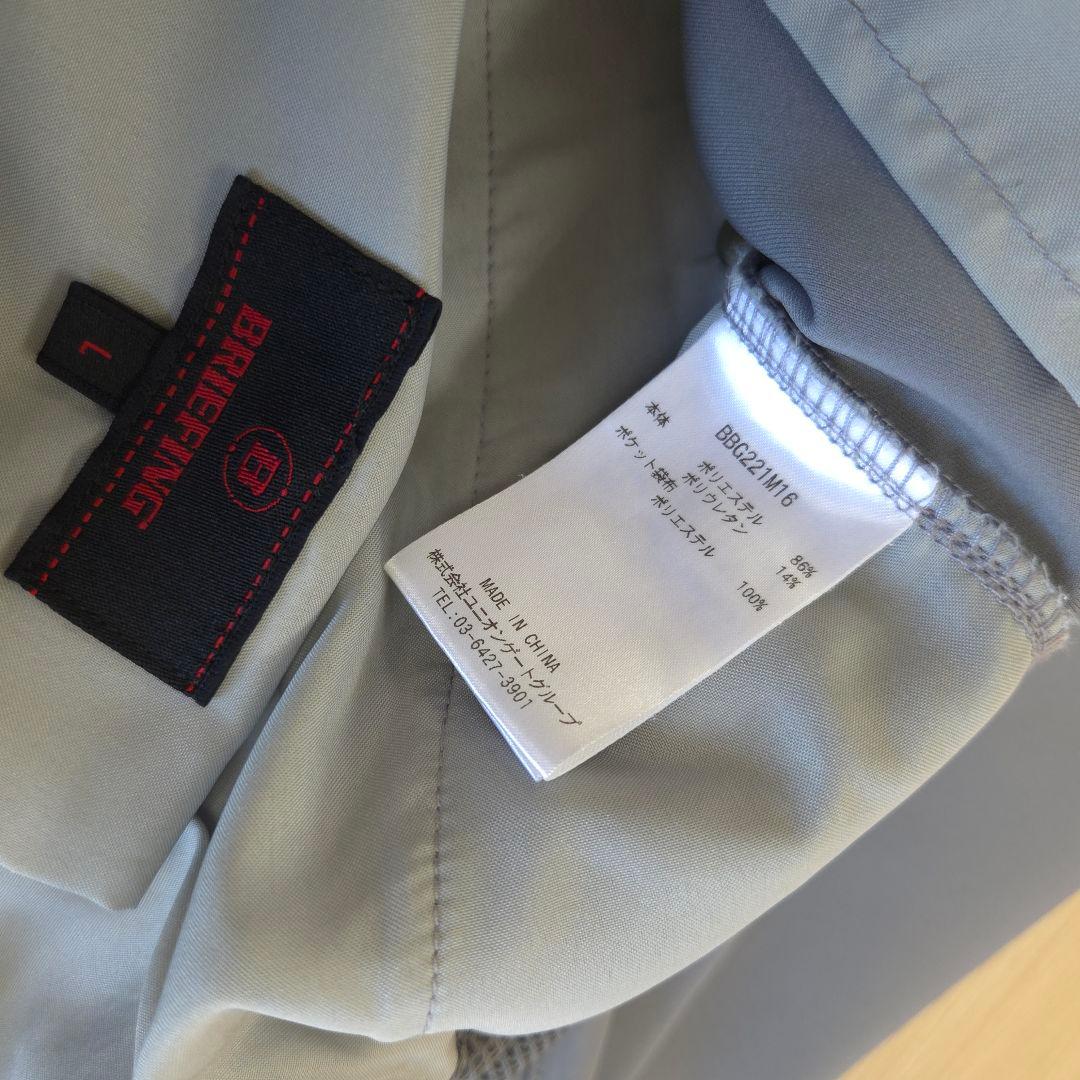 L
BRIEFING
B
BBG221M16
本体
ポリエステル 86%
ポリウレタン 14%
ポケット袋布
ポリエステル 100%
MADE IN CHINA
株式会社ユニオンゲートグループ
TEL:03-6427-3901